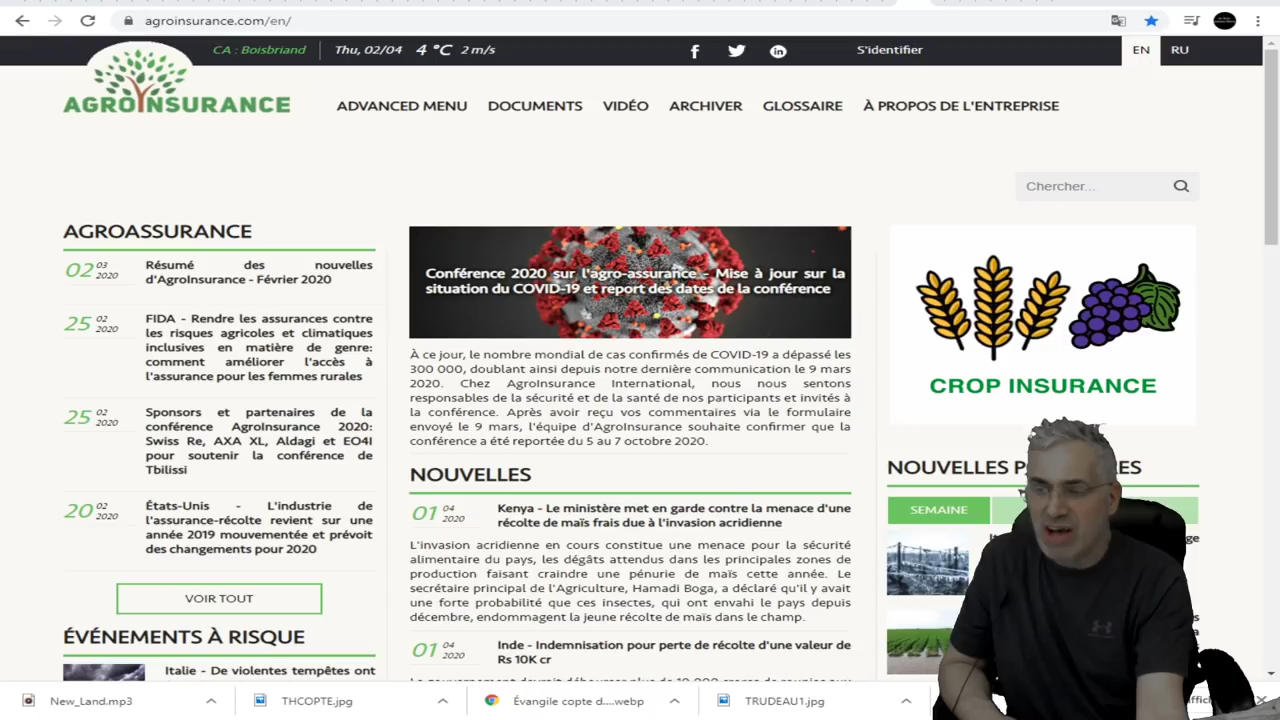 agroinsurance.com/en/
CA : Boisbriand
Thu, 02/04 4 °C 2 m/s
S'identifier
EN RU
AGROINSURANCE
ADVANCED MENU DOCUMENTS VIDÉO ARCHIVER GLOSSAIRE À PROPOS DE L'ENTREPRISE
Chercher...
AGROASSURANCE
02 03 2020
Résumé des nouvelles
d'AgroInsurance - Février 2020
25 02 2020
FIDA - Rendre les assurances contre
les risques agricoles et climatiques
inclusives en matière de genre:
comment améliorer l'accès à
l'assurance pour les femmes rurales
25 02 2020
Sponsors et partenaires de la
conférence AgroInsurance 2020:
Swiss Re, AXA XL, Aldagi et EO4I
pour soutenir la conférence de
Tbilissi
20 02 2020
États-Unis - L'industrie de
l'assurance-récolte revient sur une
année 2019 mouvementée et prévoit
des changements pour 2020
VOIR TOUT
ÉVÉNEMENTS À RISQUE
Italie - De violentes tempêtes ont
Conférence 2020 sur l'agro-assurance - Mise à jour sur la
situation du COVID-19 et report des dates de la conférence
À ce jour, le nombre mondial de cas confirmés de COVID-19 a dépassé les
300 000, doublant ainsi depuis notre dernière communication le 9 mars
2020. Chez AgroInsurance International, nous nous sentons
responsables de la sécurité et de la santé de nos participants et invités à
la conférence. Après avoir reçu vos commentaires via le formulaire
envoyé le 9 mars, l'équipe d'AgroInsurance souhaite confirmer que la
conférence a été reportée du 5 au 7 octobre 2020.
NOUVELLES
01 04 2020
Kenya - Le ministère met en garde contre la menace d'une
récolte de maïs frais due à l'invasion acridienne
L'invasion acridienne en cours constitue une menace pour la sécurité
alimentaire du pays, les dégâts attendus dans les principales zones de
production faisant craindre une pénurie de maïs cette année. Le
secrétaire principal de l'Agriculture, Hamadi Boga, a déclaré qu'il y avait
une forte probabilité que ces insectes, qui ont envahi le pays depuis
décembre, endommagent la jeune récolte de maïs dans le champ.
01 04 2020
Inde - Indemnisation pour perte de récolte d'une valeur de
Rs 10K cr
CROP INSURANCE
NOUVELLES
SEMAINE
New_Land.mp3
THCOPTE.jpg
Évangile copte d....webp
TRUDEAU1.jpg